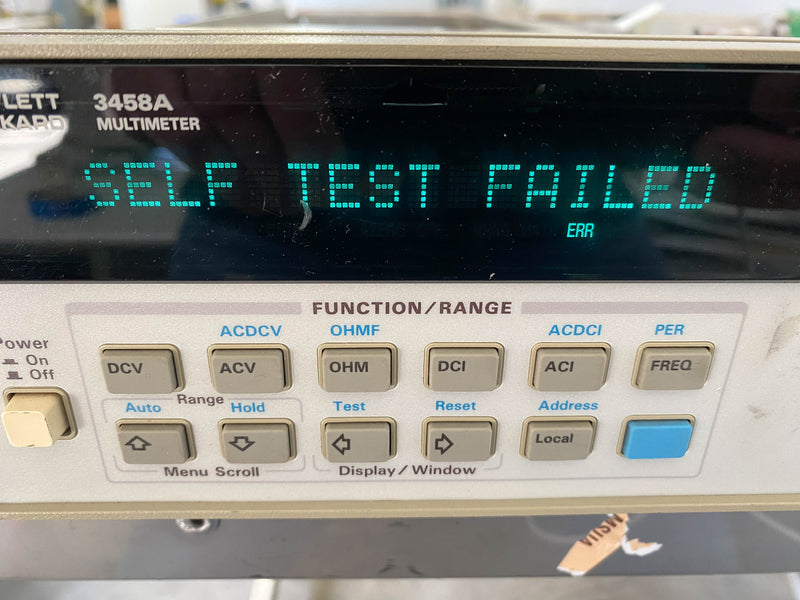 LETT 3458A
KARD MULTIMETER
SELF TEST FAILED
ERR
FUNCTION/RANGE
ACDCV OHMF ACDCI PER
Power
On
Off
DCV ACV OHM DCI ACI FREQ
Range
Auto Hold Test Reset Address
Local
Menu Scroll Display/Window